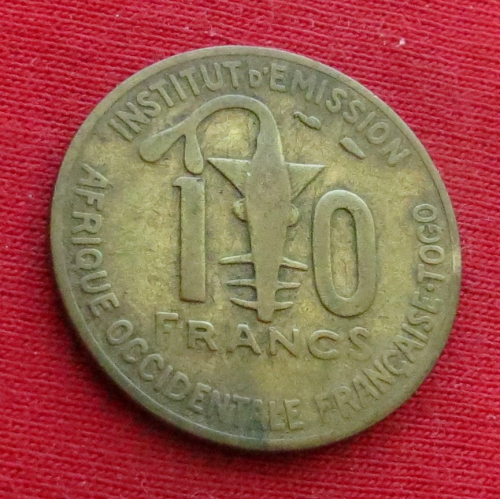 INSTITUT D'EMISSION
10
FRANCS
AFRIQUE OCCIDENTALE FRANÇAISE·TOGO